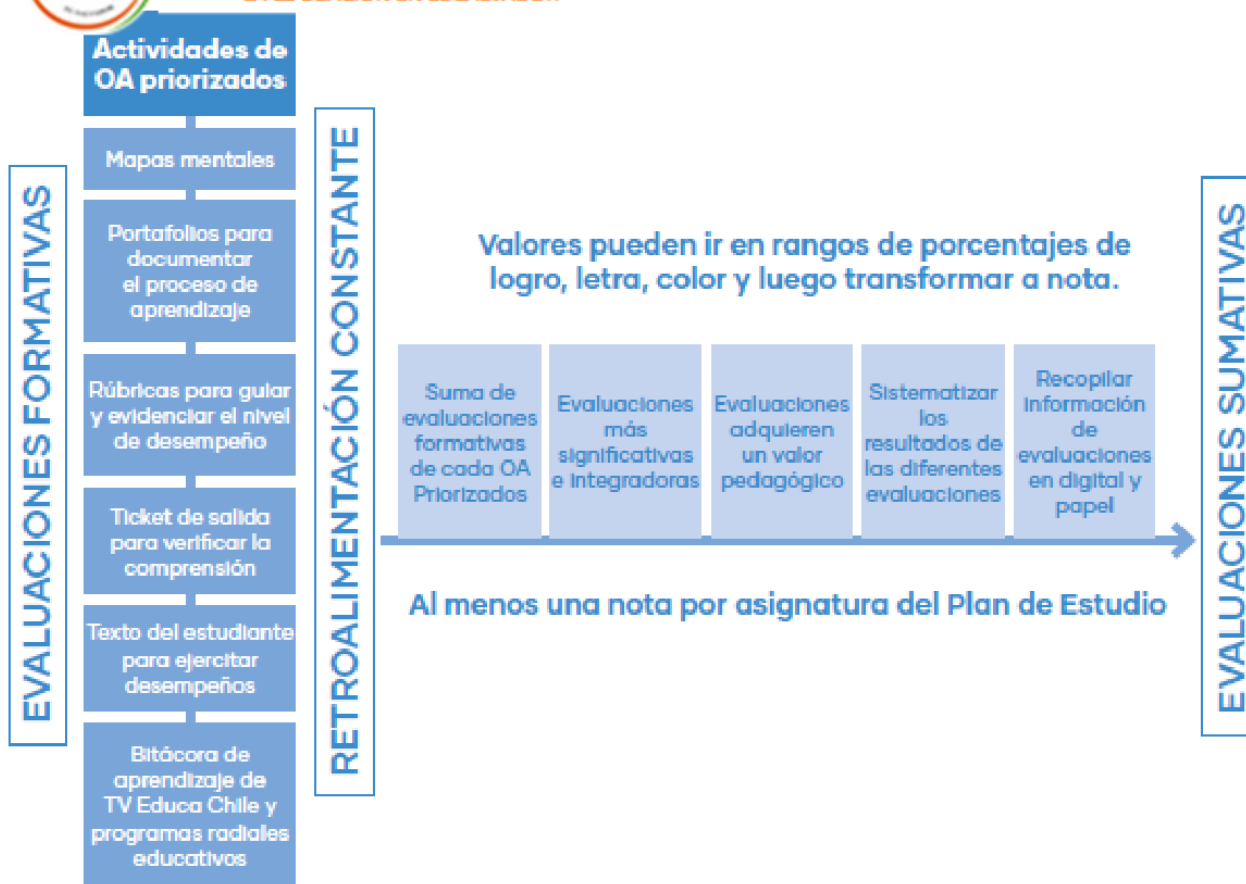 Actividades de
OA priorizados
Mapas mentales
Portafolios para
documentar
el proceso de
aprendizaje
Rúbricas para guiar
y evidenciar el nivel
de desempeño
Ticket de salida
para verificar la
comprensión
Texto del estudiante
para ejercitar
desempeños
Bitácora de
aprendizaje de
TV Educa Chile y
programas radiales
educativos
EVALUACIONES FORMATIVAS
RETROALIMENTACIÓN CONSTANTE
Valores pueden ir en rangos de porcentajes de
logro, letra, color y luego transformar a nota.
Suma de
evaluaciones
formativas
de cada OA
Priorizados
Evaluaciones
más
significativas
e integradoras
Evaluaciones
adquieren
un valor
pedagógico
Sistematizar
los
resultados de
las diferentes
evaluaciones
Recopilar
información
de
evaluaciones
en digital y
papel
Al menos una nota por asignatura del Plan de Estudio
EVALUACIONES SUMATIVAS